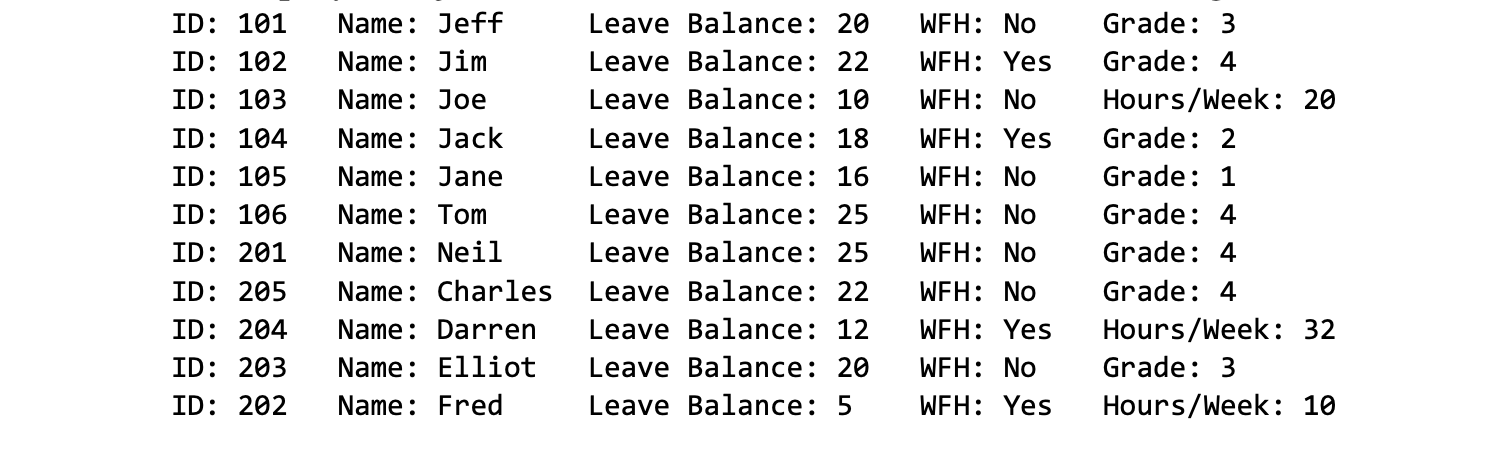 ID: 101 Name: Jeff Leave Balance: 20 WFH: No Grade: 3
ID: 102 Name: Jim Leave Balance: 22 WFH: Yes Grade: 4
ID: 103 Name: Joe Leave Balance: 10 WFH: No Hours/Week: 20
ID: 104 Name: Jack Leave Balance: 18 WFH: Yes Grade: 2
ID: 105 Name: Jane Leave Balance: 16 WFH: No Grade: 1
ID: 106 Name: Tom Leave Balance: 25 WFH: No Grade: 4
ID: 201 Name: Neil Leave Balance: 25 WFH: No Grade: 4
ID: 205 Name: Charles Leave Balance: 22 WFH: No Grade: 4
ID: 204 Name: Darren Leave Balance: 12 WFH: Yes Hours/Week: 32
ID: 203 Name: Elliot Leave Balance: 20 WFH: No Grade: 3
ID: 202 Name: Fred Leave Balance: 5 WFH: Yes Hours/Week: 10